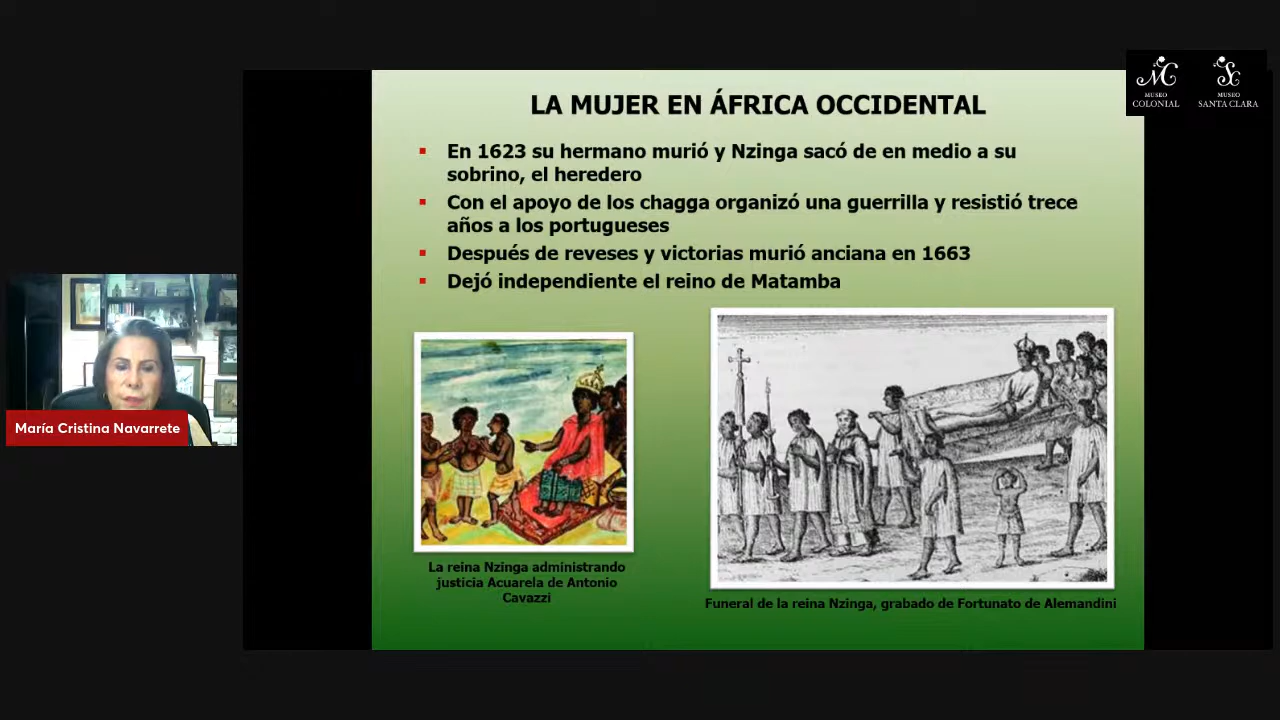 MUSEO
COLONIAL
MUSEO
SANTA CLARA
LA MUJER EN ÁFRICA OCCIDENTAL
En 1623 su hermano murió y Nzinga sacó de en medio a su
sobrino, el heredero
Con el apoyo de los chagga organizó una guerrilla y resistió trece
años a los portugueses
Después de reveses y victorias murió anciana en 1663
Dejó independiente el reino de Matamba
María Cristina Navarrete
La reina Nzinga administrando
justicia Acuarela de Antonio
Cavazzi
Funeral de la reina Nzinga, grabado de Fortunato de Alemandini